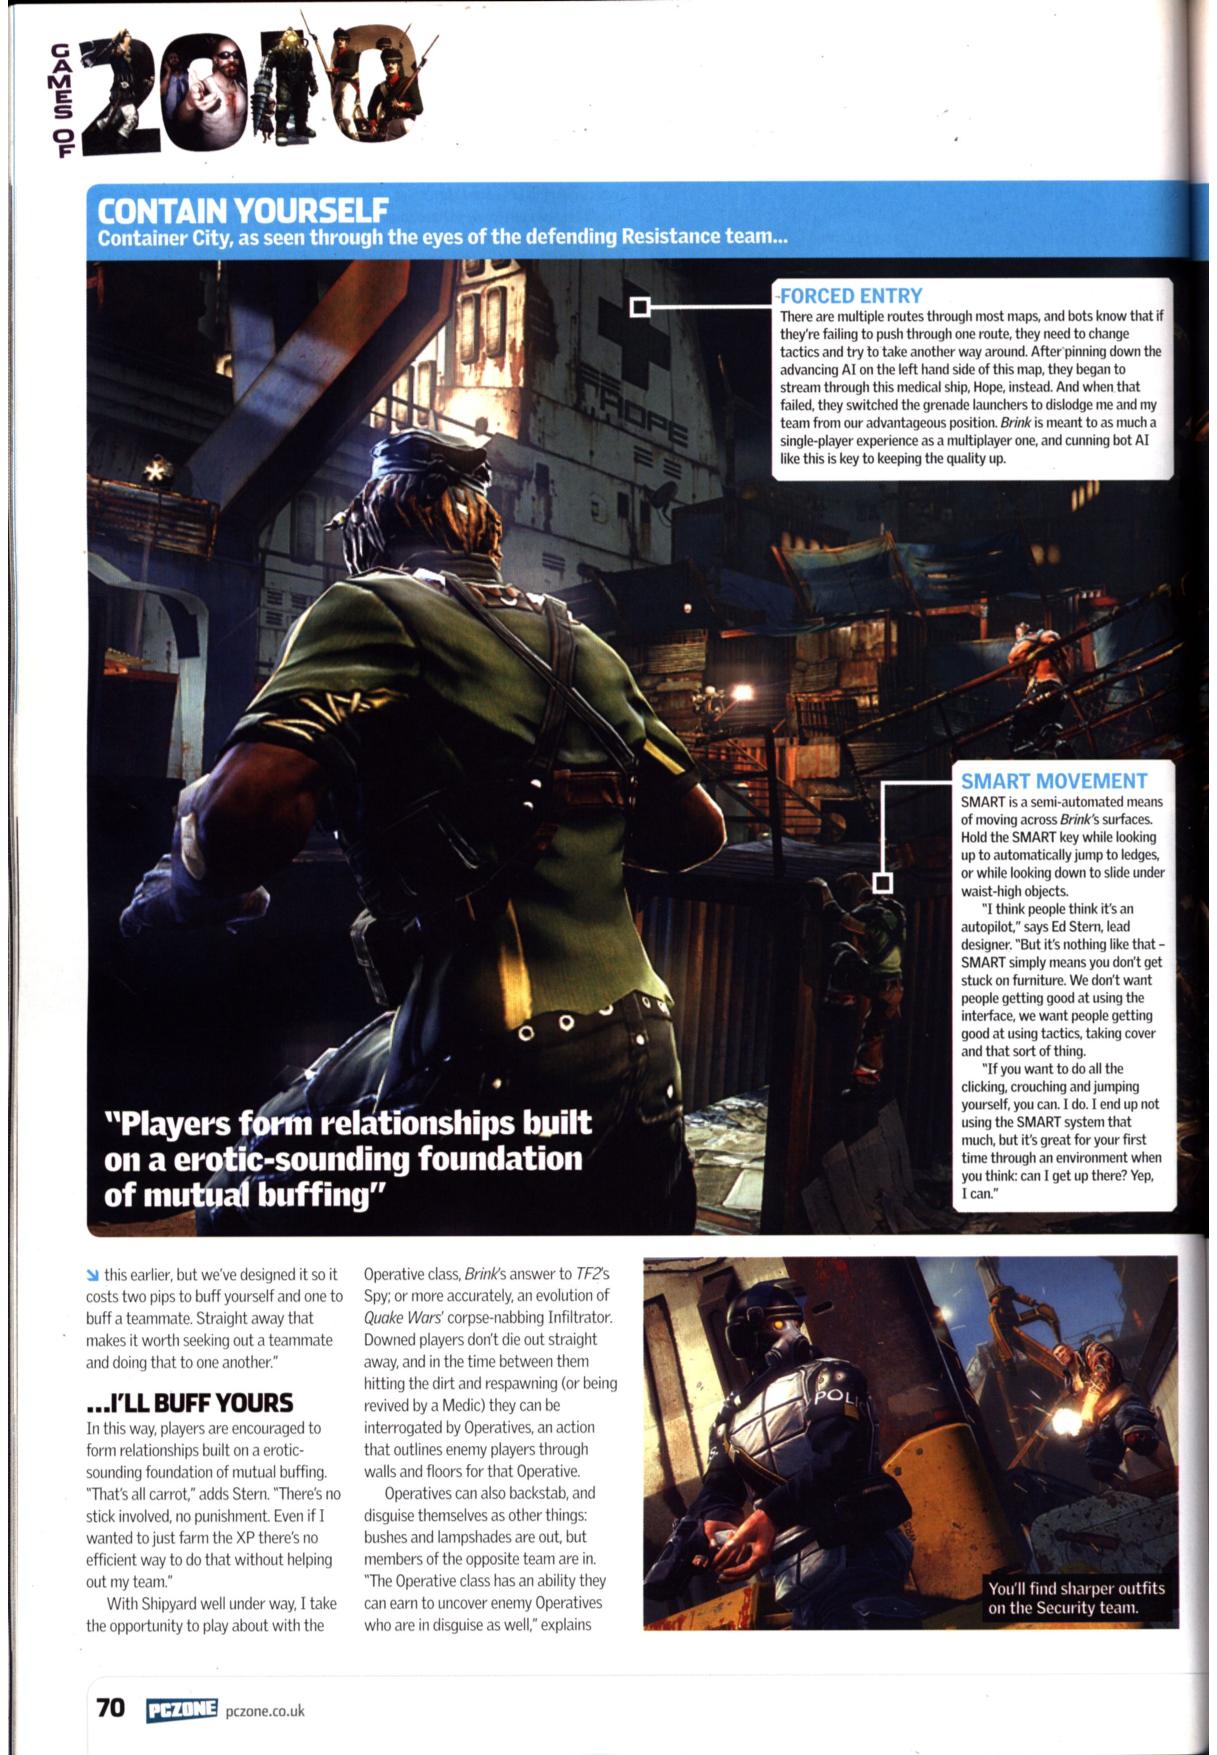 GAMES OF
2010
CONTAIN YOURSELF
Container City, as seen through the eyes of the defending Resistance team...
FORCED ENTRY
There are multiple routes through most maps, and bots know that if
they're failing to push through one route, they need to change
tactics and try to take another way around. After pinning down the
advancing AI on the left hand side of this map, they began to
stream through this medical ship, Hope, instead. And when that
failed, they switched the grenade launchers to dislodge me and my
team from our advantageous position. Brink is meant to as much a
single-player experience as a multiplayer one, and cunning bot AI
like this is key to keeping the quality up.
HOPE
SMART MOVEMENT
SMART is a semi-automated means
of moving across Brink's surfaces.
Hold the SMART key while looking
up to automatically jump to ledges,
or while looking down to slide under
waist-high objects.
"I think people think it's an
autopilot," says Ed Stern, lead
designer. "But it's nothing like that –
SMART simply means you don't get
stuck on furniture. We don't want
people getting good at using the
interface, we want people getting
good at using tactics, taking cover
and that sort of thing.
"If you want to do all the
clicking, crouching and jumping
yourself, you can. I do. I end up not
using the SMART system that
much, but it's great for your first
time through an environment when
you think: can I get up there? Yep,
I can."
"Players form relationships built
on a erotic-sounding foundation
of mutual buffing"
this earlier, but we've designed it so it
costs two pips to buff yourself and one to
buff a teammate. Straight away that
makes it worth seeking out a teammate
and doing that to one another."
...I'LL BUFF YOURS
In this way, players are encouraged to
form relationships built on a erotic-
sounding foundation of mutual buffing.
"That's all carrot," adds Stern. "There's no
stick involved, no punishment. Even if I
wanted to just farm the XP there's no
efficient way to do that without helping
out my team."
With Shipyard well under way, I take
the opportunity to play about with the
Operative class, Brink's answer to TF2's
Spy; or more accurately, an evolution of
Quake Wars' corpse-nabbing Infiltrator.
Downed players don't die out straight
away, and in the time between them
hitting the dirt and respawning (or being
revived by a Medic) they can be
interrogated by Operatives, an action
that outlines enemy players through
walls and floors for that Operative.
Operatives can also backstab, and
disguise themselves as other things:
bushes and lampshades are out, but
members of the opposite team are in.
"The Operative class has an ability they
can earn to uncover enemy Operatives
who are in disguise as well," explains
POLI
You'll find sharper outfits
on the Security team.
70 PCZONE pczone.co.uk